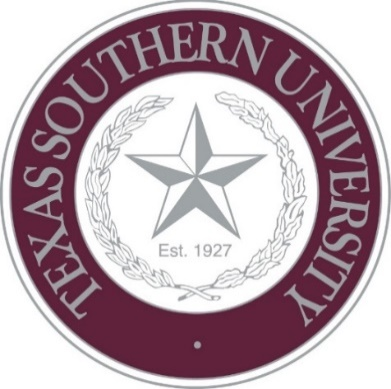 TEXAS SOUTHERN UNIVERSITY
Est. 1927